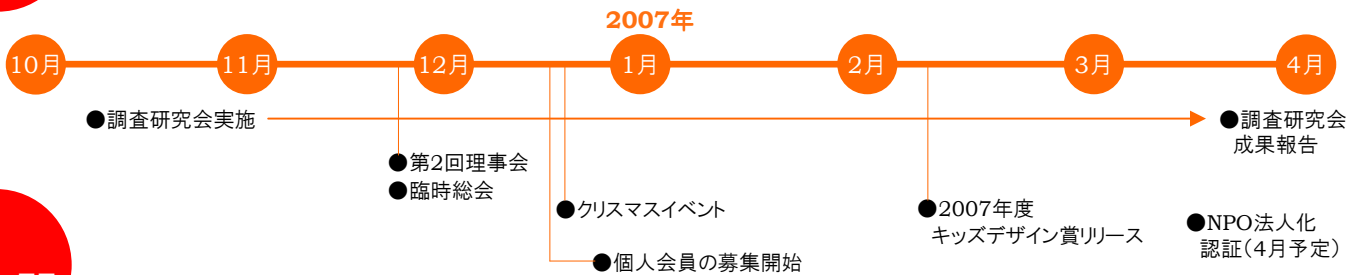 2007年
10月 11月 12月 1月 2月 3月 4月
●調査研究会実施
●調査研究会
成果報告
●第2回理事会
●臨時総会
●クリスマスイベント
●2007年度
キッズデザイン賞リリース
●NPO法人化
認証(4月予定)
●個人会員の募集開始